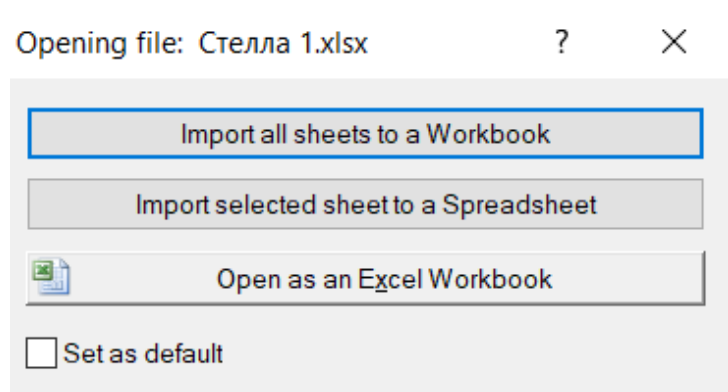 Opening file: Стелла 1.xlsx ? ×
Import all sheets to a Workbook
Import selected sheet to a Spreadsheet
Open as an Excel Workbook
Set as default